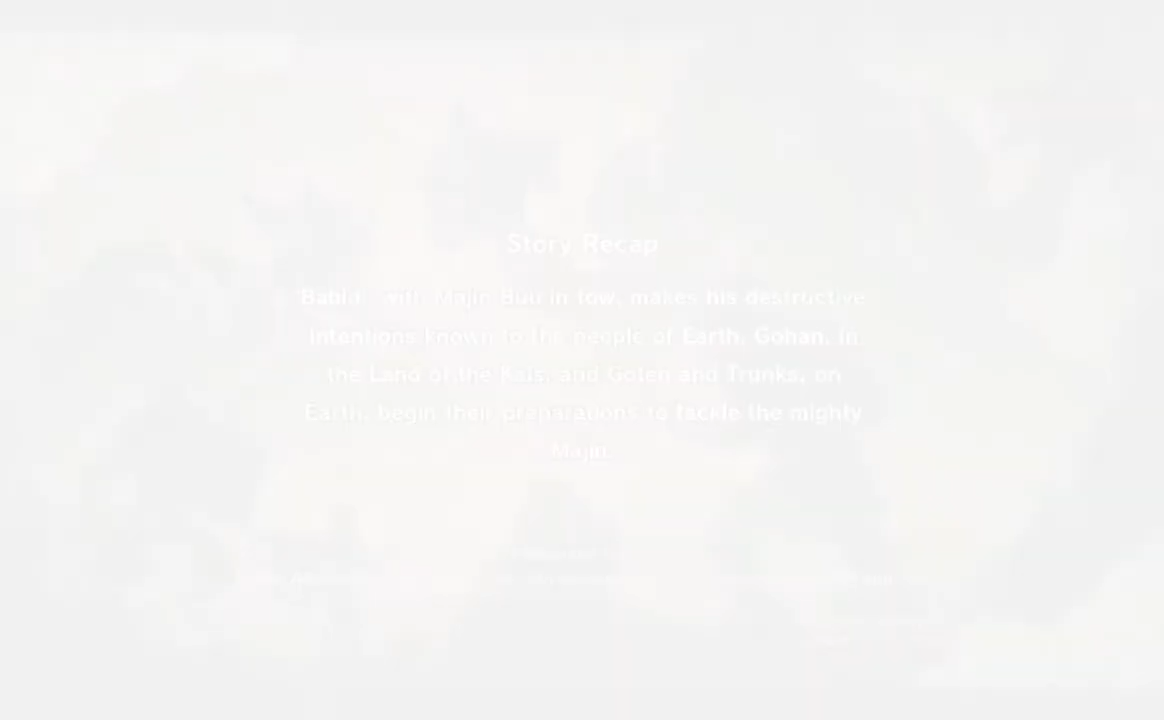 Story Recap
Babidi, with Majin Buu in tow, makes his destructive
intentions known to the people of Earth. Gohan, in
the Land of the Kais, and Goten and Trunks, on
Earth, begin their preparations to tackle the mighty
Majin.